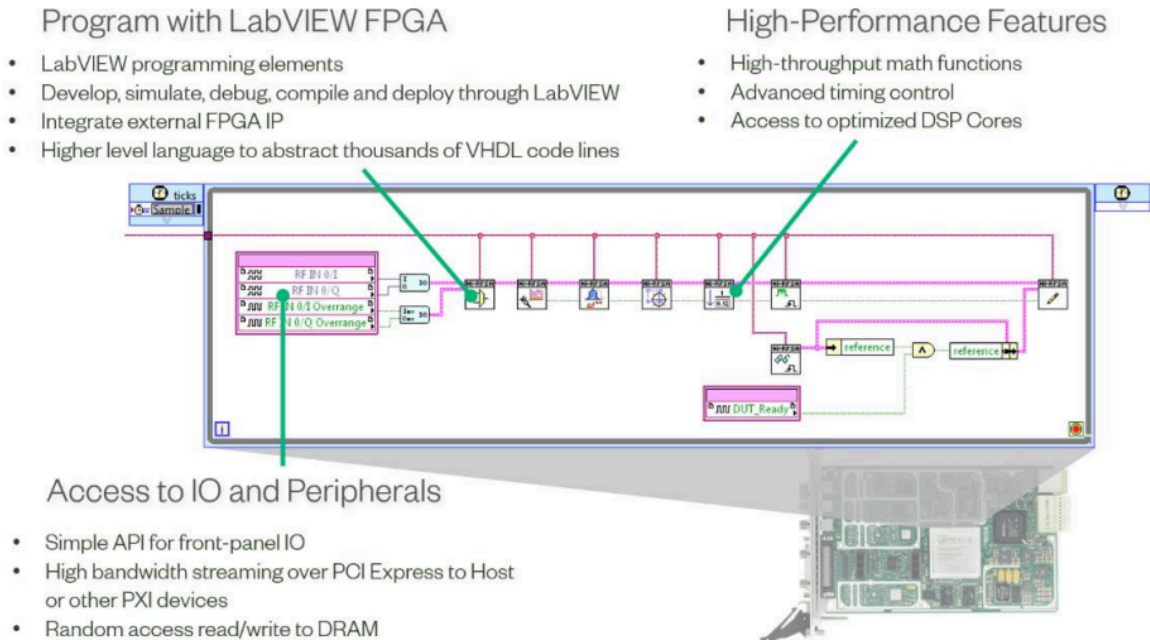 Program with LabVIEW FPGA
• LabVIEW programming elements
• Develop, simulate, debug, compile and deploy through LabVIEW
• Integrate external FPGA IP
• Higher level language to abstract thousands of VHDL code lines
High-Performance Features
• High-throughput math functions
• Advanced timing control
• Access to optimized DSP Cores
ticks
Sample
RF IN 0/I
RF IN 0/Q
RF IN 0/I Overrange
RF IN 0/Q Overrange
reference
reference
DUT_Ready
i
Access to IO and Peripherals
• Simple API for front-panel IO
• High bandwidth streaming over PCI Express to Host
or other PXI devices
• Random access read/write to DRAM